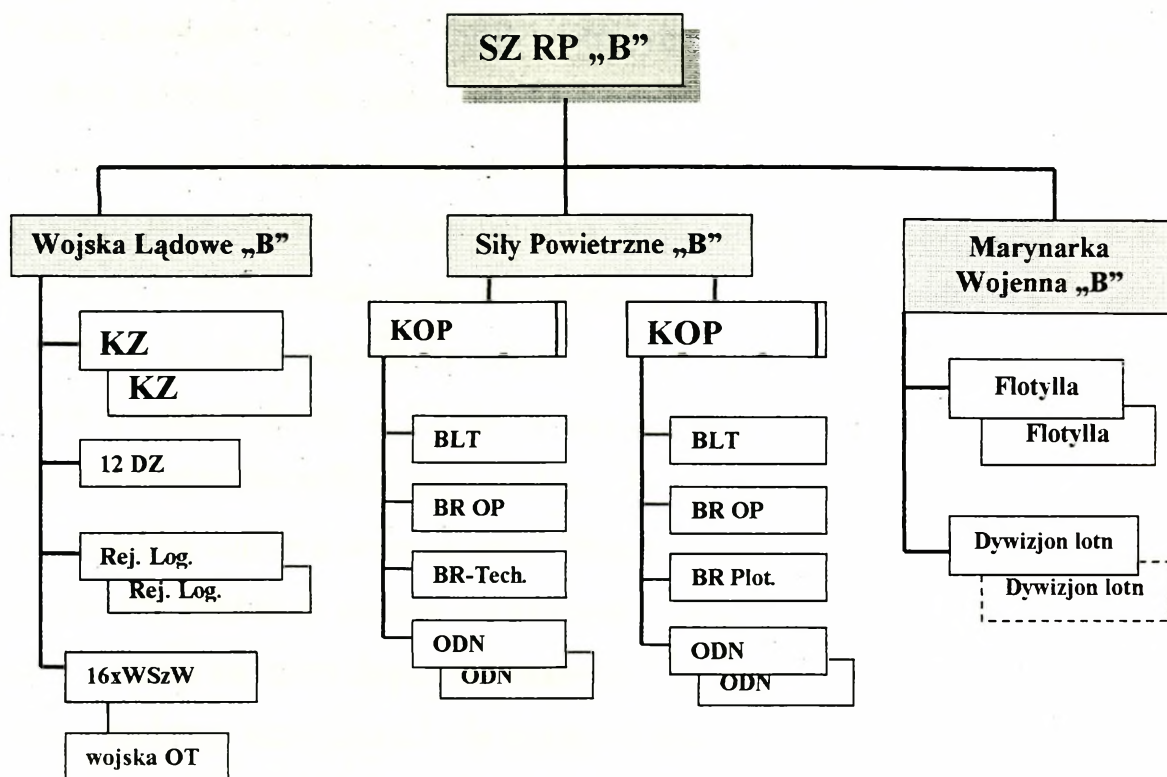 SZ RP „B”
Wojska Lądowe „B”
KZ
KZ
12 DZ
Rej. Log.
Rej. Log.
16xWSzW
wojska OT
Siły Powietrzne „B”
KOP
BLT
BR OP
BR-Tech.
ODN
ODN
KOP
BLT
BR OP
BR Plot.
ODN
ODN
Marynarka
Wojenna „B”
Flotylla
Flotylla
Dywizjon lotn
Dywizjon lotn